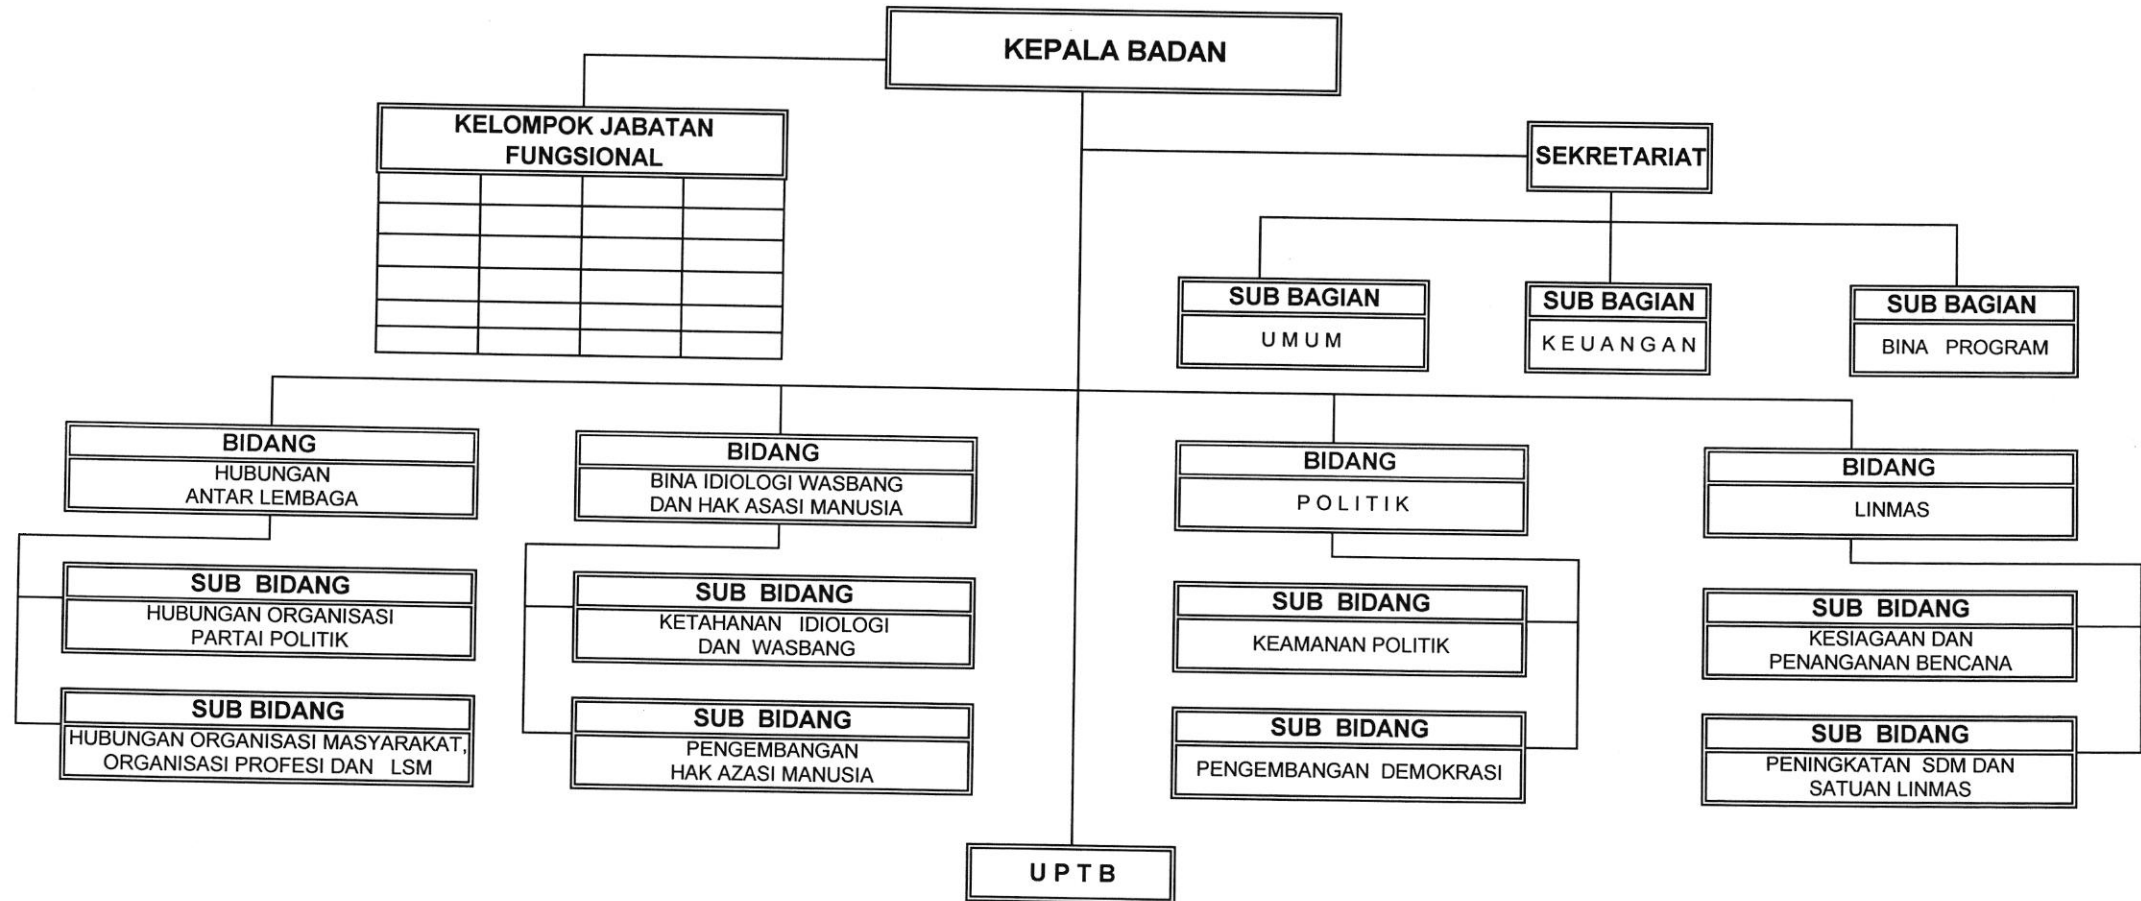 KEPALA BADAN
KELOMPOK JABATAN
FUNGSIONAL
SEKRETARIAT
SUB BAGIAN
UMUM
SUB BAGIAN
KEUANGAN
SUB BAGIAN
BINA PROGRAM
BIDANG
HUBUNGAN
ANTAR LEMBAGA
BIDANG
BINA IDIOLOGI WASBANG
DAN HAK ASASI MANUSIA
BIDANG
POLITIK
BIDANG
LINMAS
SUB BIDANG
HUBUNGAN ORGANISASI
PARTAI POLITIK
SUB BIDANG
KETAHANAN IDIOLOGI
DAN WASBANG
SUB BIDANG
KEAMANAN POLITIK
SUB BIDANG
KESIAGAAN DAN
PENANGANAN BENCANA
SUB BIDANG
HUBUNGAN ORGANISASI MASYARAKAT,
ORGANISASI PROFESI DAN LSM
SUB BIDANG
PENGEMBANGAN
HAK AZASI MANUSIA
SUB BIDANG
PENGEMBANGAN DEMOKRASI
SUB BIDANG
PENINGKATAN SDM DAN
SATUAN LINMAS
UPTB